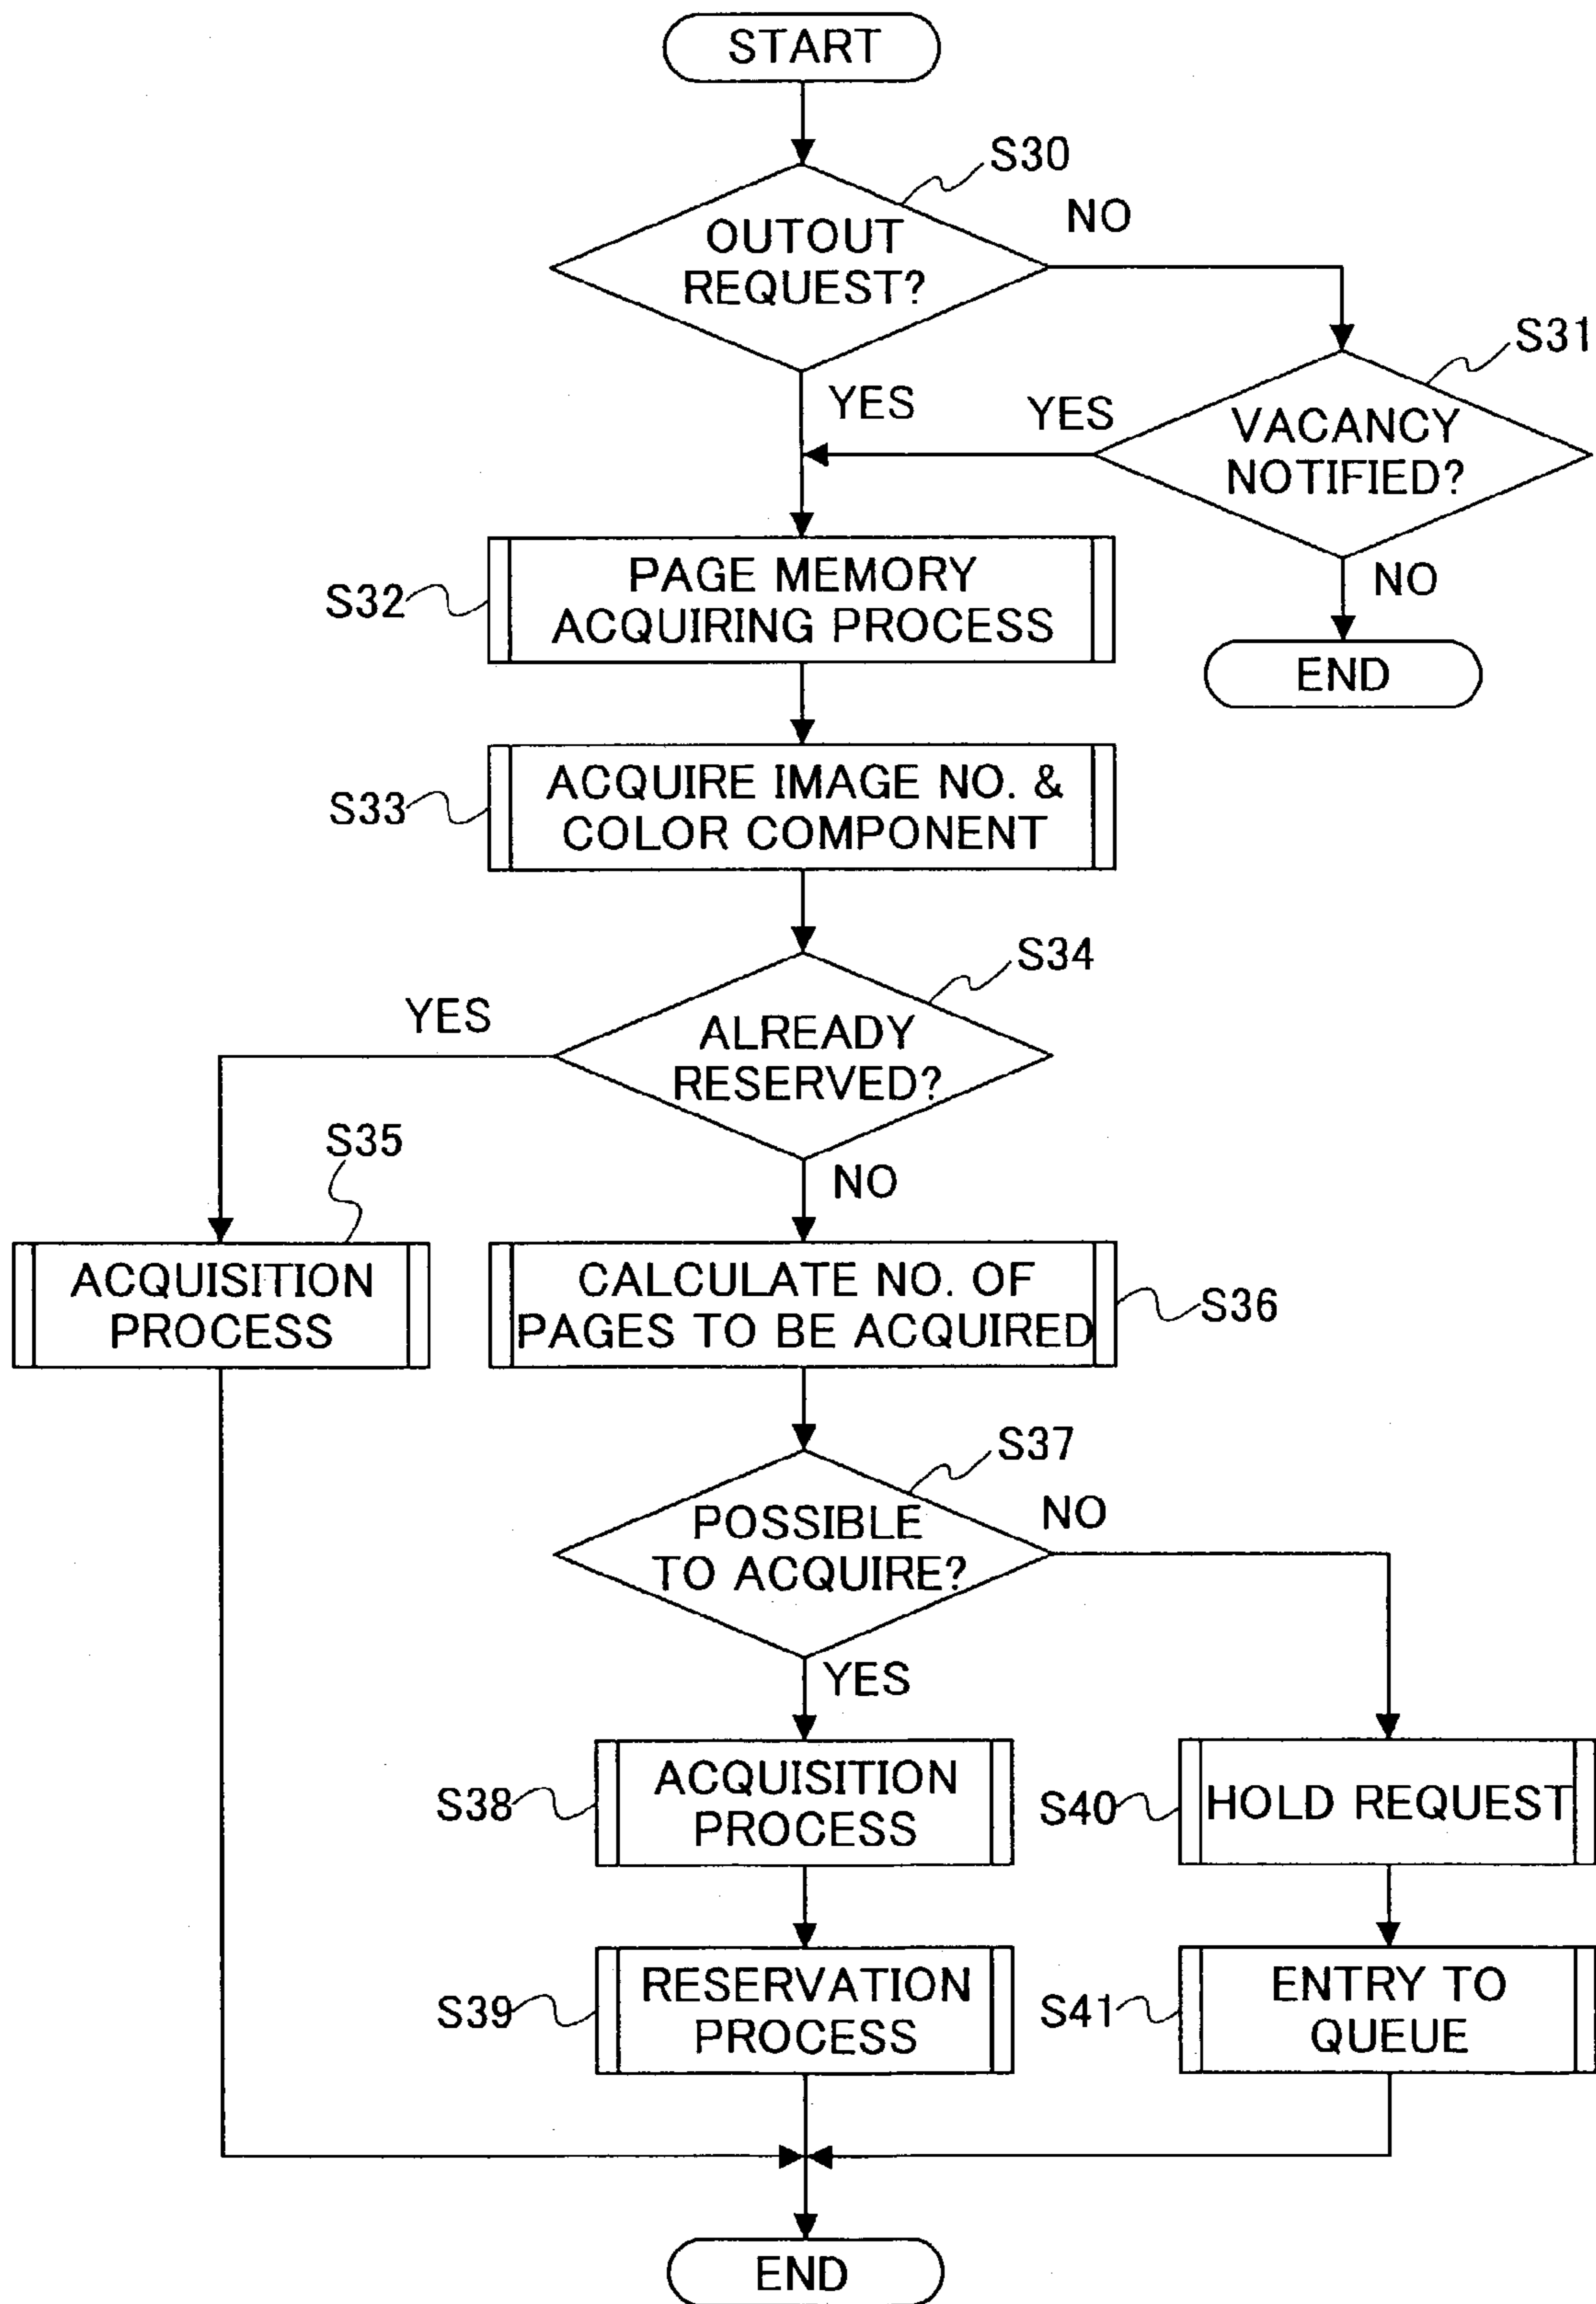 START
S30
NO
OUTOUT
REQUEST?
S31
YES
YES
VACANCY
NOTIFIED?
NO
S32
PAGE MEMORY
ACQUIRING PROCESS
END
S33
ACQUIRE IMAGE NO. &
COLOR COMPONENT
S34
YES
ALREADY
RESERVED?
S35
NO
ACQUISITION
PROCESS
CALCULATE NO. OF
PAGES TO BE ACQUIRED
S36
S37
NO
POSSIBLE
TO ACQUIRE?
YES
S38
ACQUISITION
PROCESS
S40
HOLD REQUEST
S39
RESERVATION
PROCESS
S41
ENTRY TO
QUEUE
END